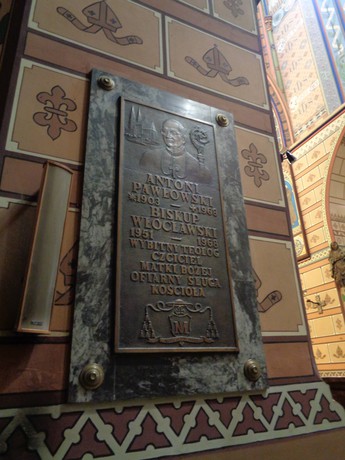 ANTONI
PAWŁOWSKI
*1903 †1968
BISKUP
WŁOCŁAWSKI
1951 1968
WYBITNY TEOLOG
CZCICIEL
MATKI BOŻEJ
OFIARNY SŁUGA
KOŚCIOŁA
M